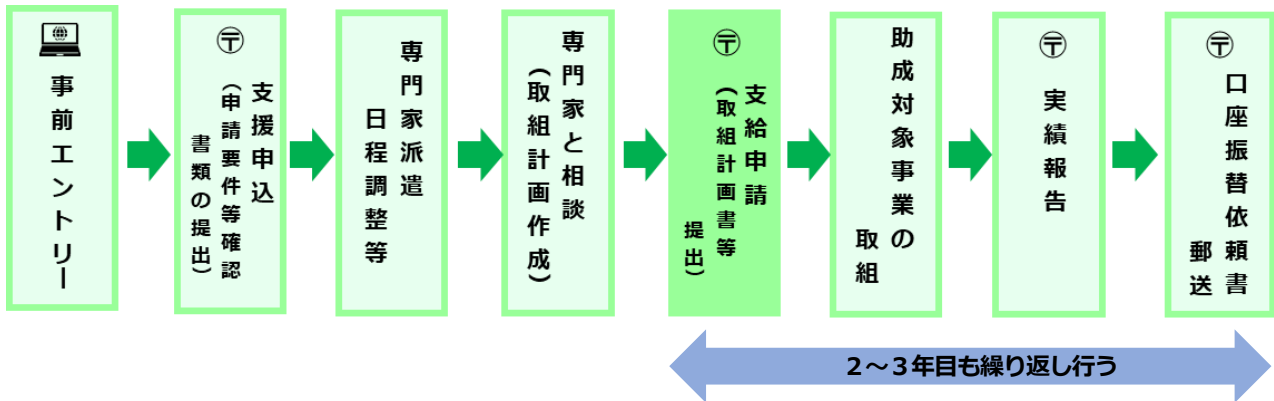 事前エントリー
〒
支援申込
(申請要件等確認
書類の提出)
専門家派遣
日程調整等
専門家と相談
(取組計画作成)
〒
支給申請
(取組計画書等
提出)
助成対象事業の
取組
〒
実績報告
〒
口座振替依頼書
郵送
2～3年目も繰り返し行う